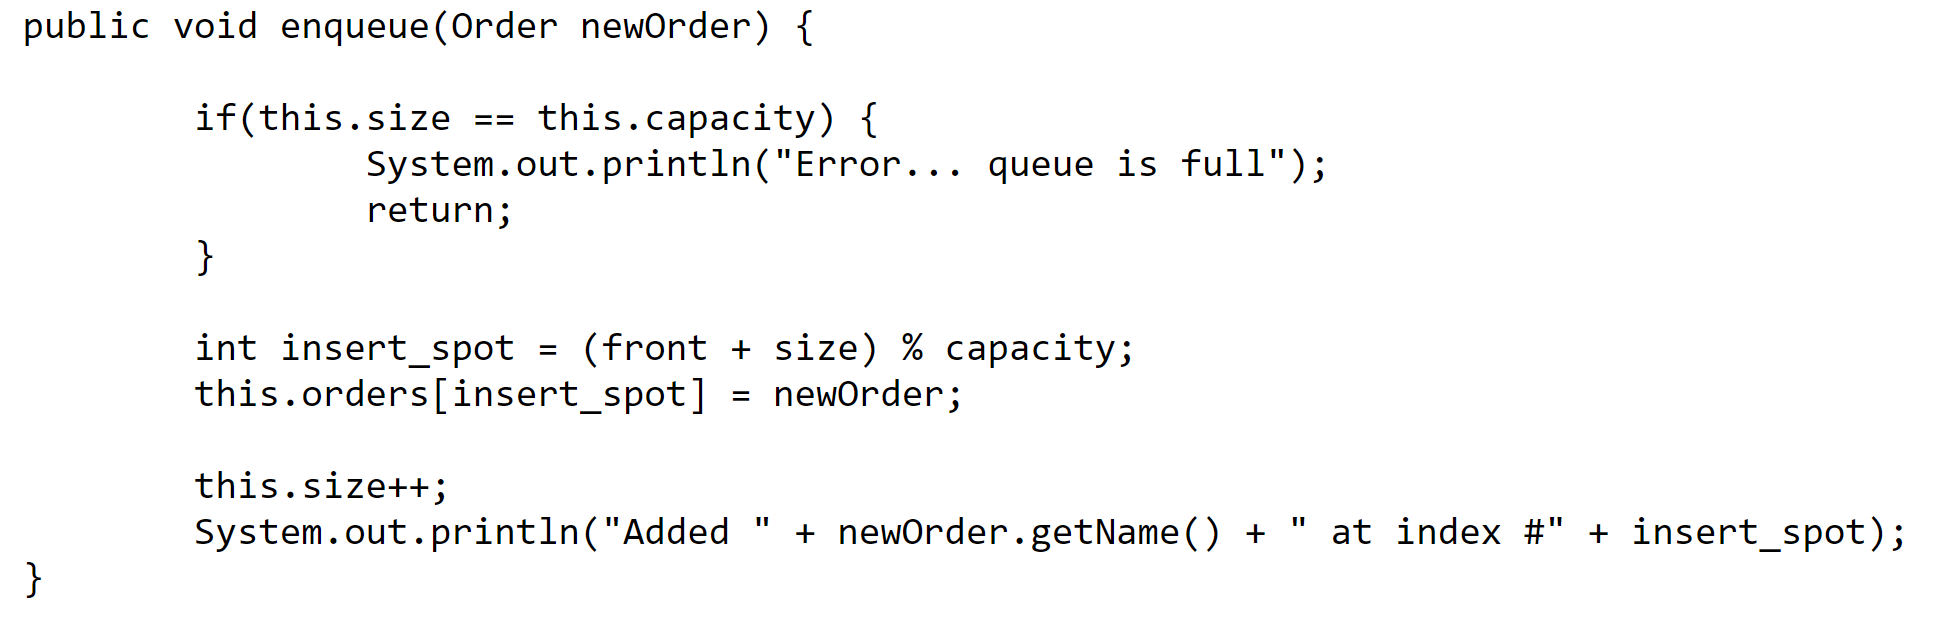 public void enqueue(Order newOrder) {
if(this.size == this.capacity) {
System.out.println("Error... queue is full");
return;
}
int insert_spot = (front + size) % capacity;
this.orders[insert_spot] = newOrder;
this.size++;
System.out.println("Added " + newOrder.getName() + " at index #" + insert_spot);
}